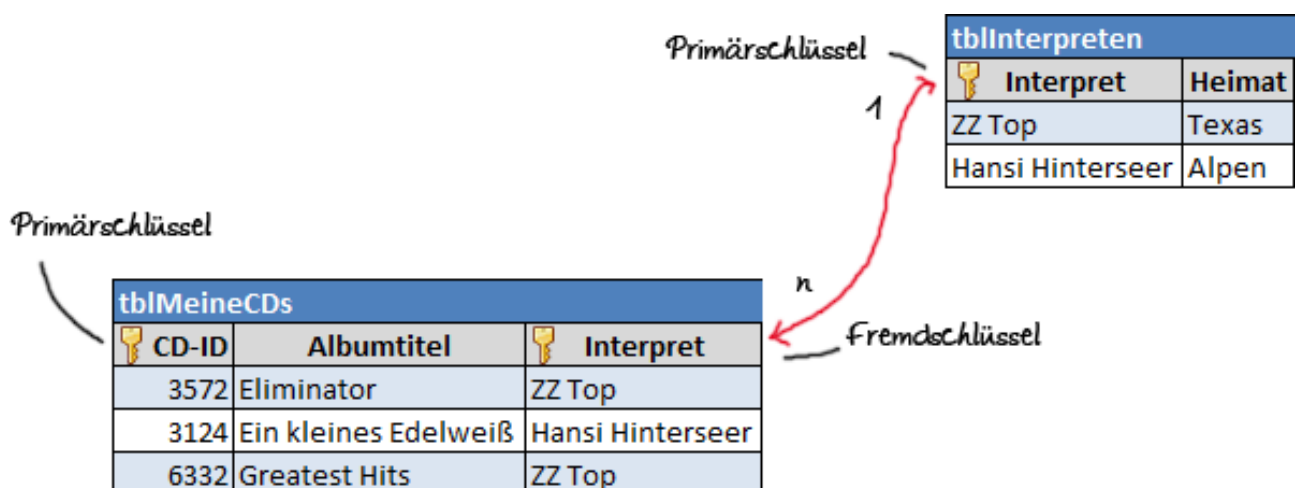 Primärschlüssel
tblInterpreten
Interpret Heimat
1
ZZ Top Texas
Hansi Hinterseer Alpen
Primärschlüssel
n
tblMeineCDs
Fremdschlüssel
CD-ID Albumtitel Interpret
3572 Eliminator ZZ Top
3124 Ein kleines Edelweiß Hansi Hinterseer
6332 Greatest Hits ZZ Top